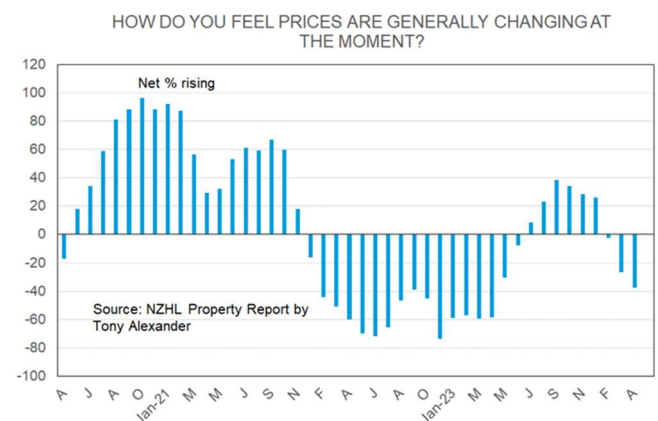 HOW DO YOU FEEL PRICES ARE GENERALLY CHANGING AT
THE MOMENT?
120
100
80
60
40
20
0
-20
-40
-60
-80
-100
Net % rising
Source: NZHL Property Report by
Tony Alexander
A
J
A
O
Jan-21
M
M
J
S
N
F
A
J
A
O
Jan-23
M
M
J
S
N
F
A